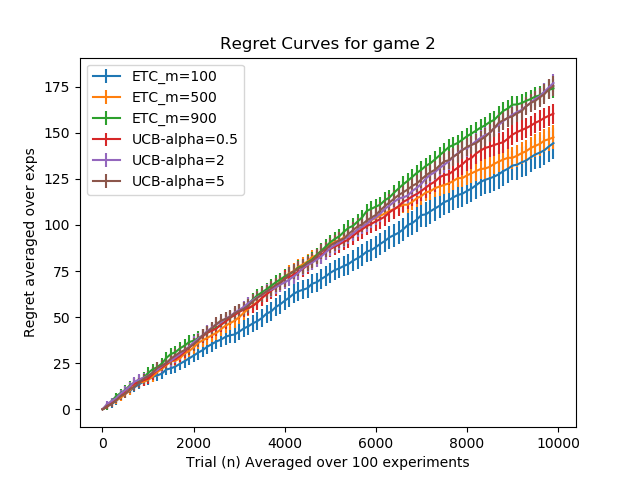 Regret Curves for game 2
ETC_m=100
ETC_m=500
ETC_m=900
UCB-alpha=0.5
UCB-alpha=2
UCB-alpha=5
Regret averaged over exps
175
150
125
100
75
50
25
0
0 2000 4000 6000 8000 10000
Trial (n) Averaged over 100 experiments